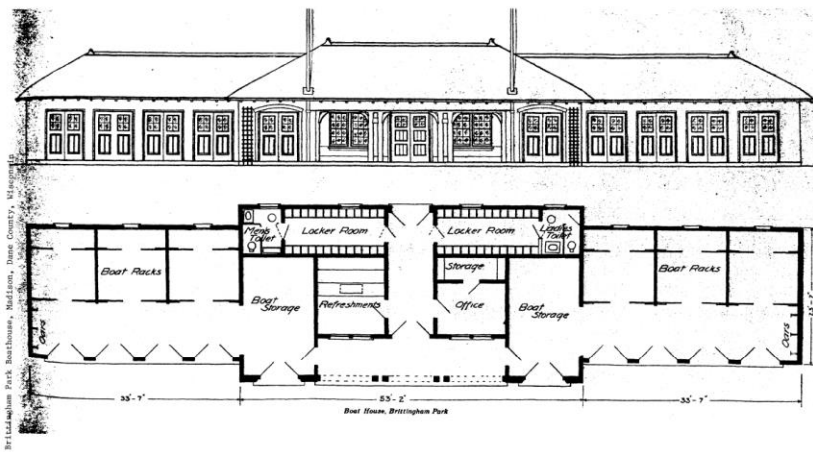 Brittingham Park Boathouse, Madison, Dane County, Wisconsin
Men's Toilet
Locker Room
Locker Room
Ladies Toilet
Boat Racks
Storage
Boat Racks
Boat Storage
Refreshments
Office
Boat Storage
Oars
Oars
33'-7"
53'-2"
33'-7"
Boat House, Brittingham Park